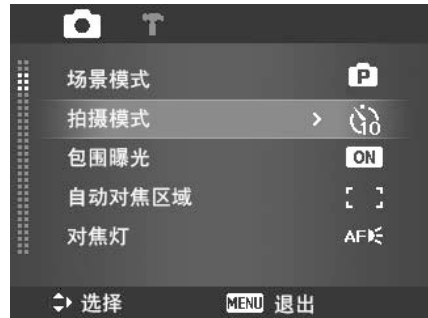 场景模式 P
拍摄模式 > 10
包围曝光 ON
自动对焦区域 [ ]
对焦灯 AF
选择 MENU 退出